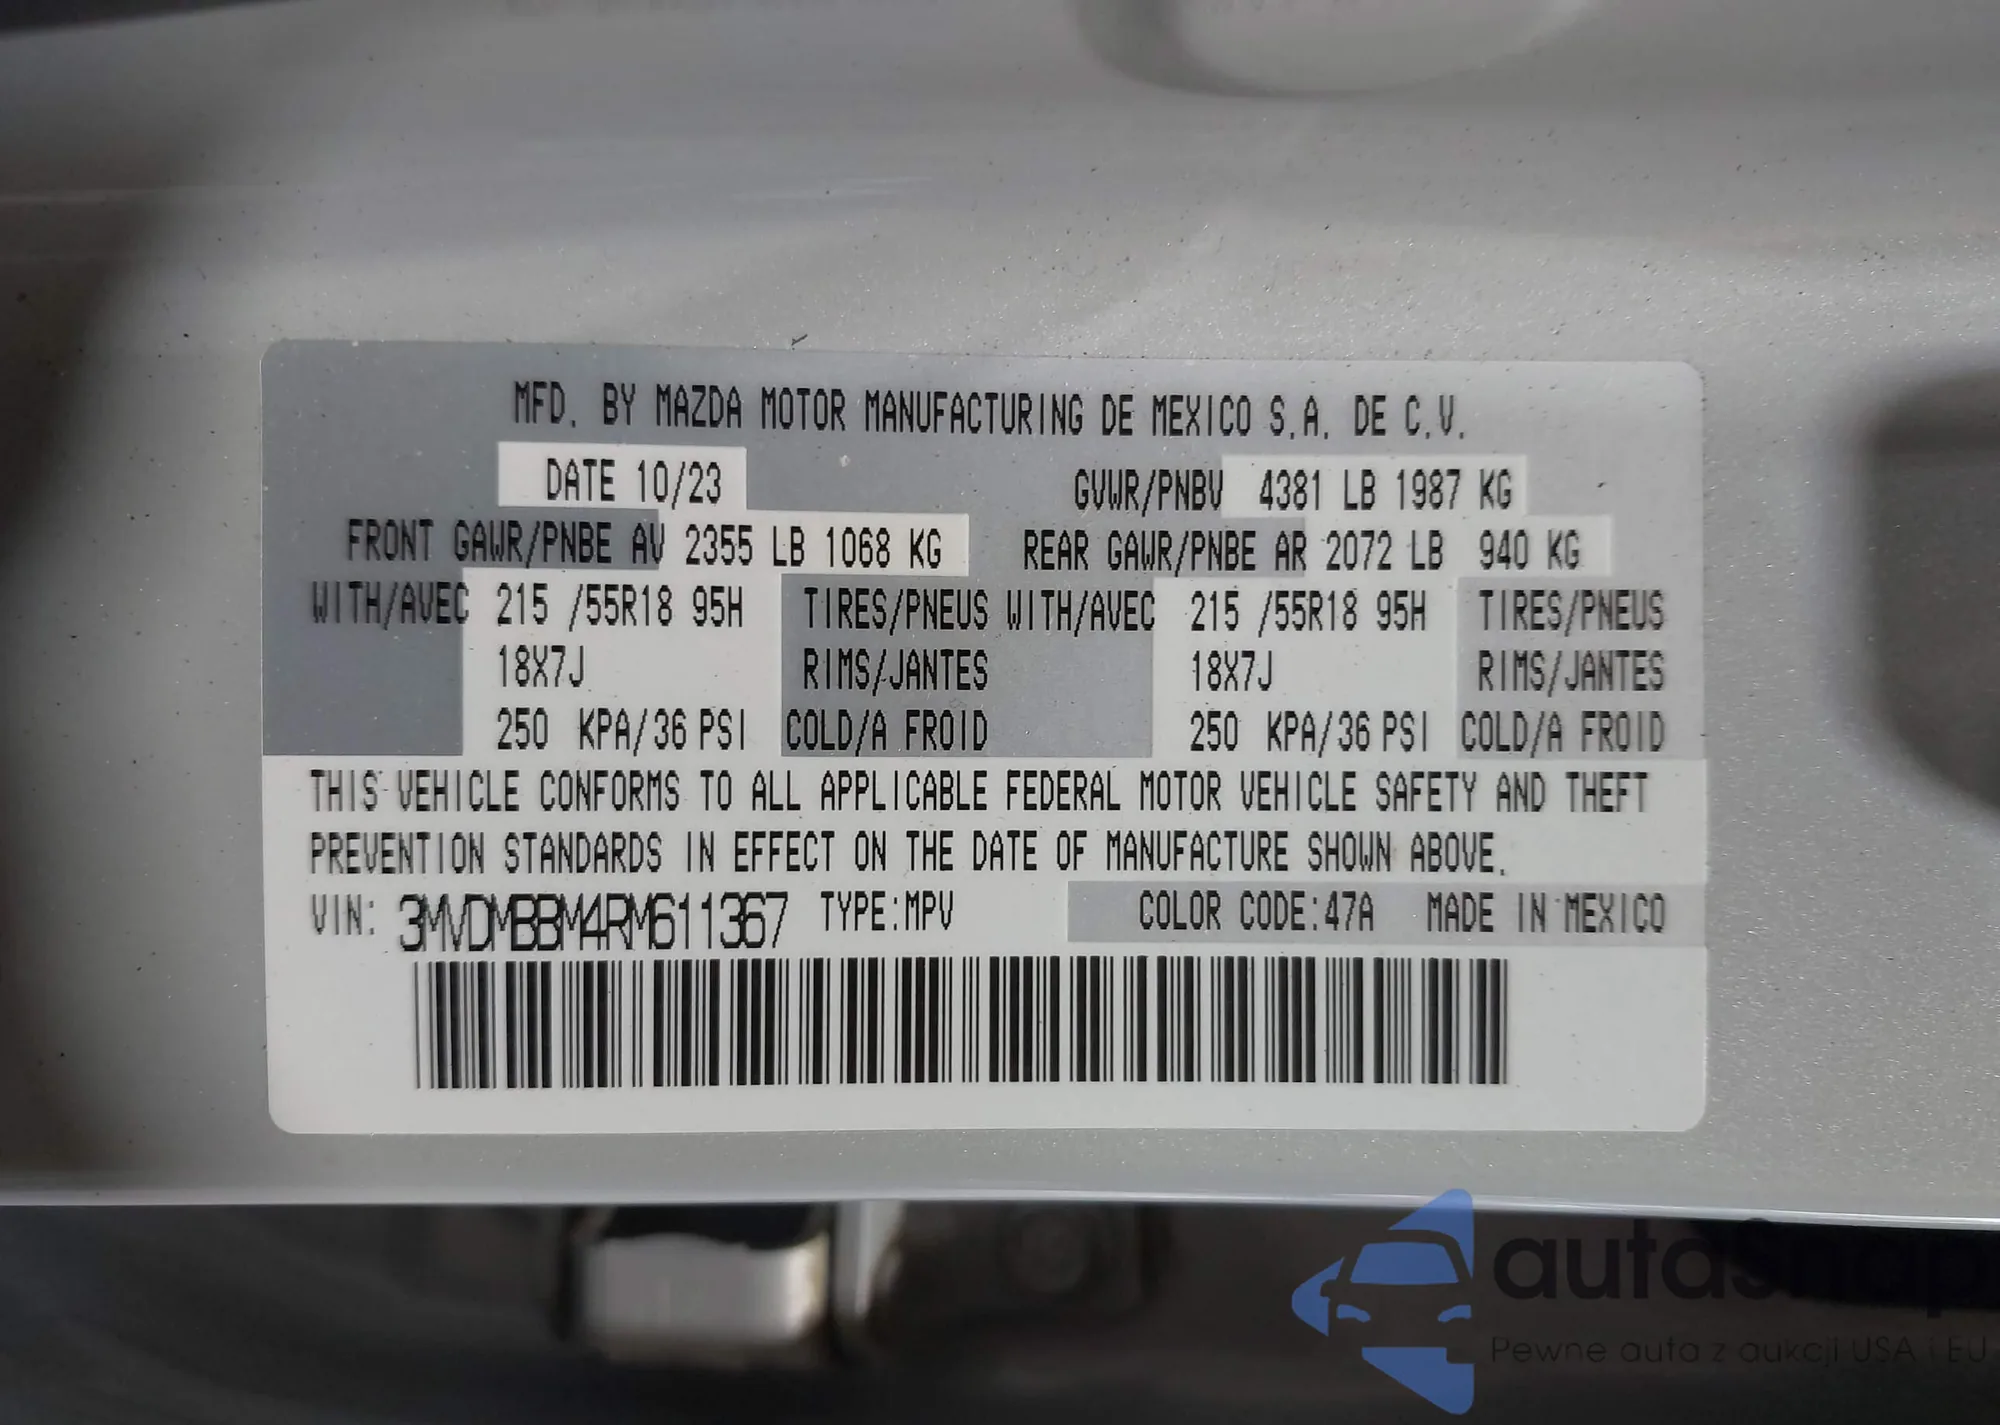 MFD. BY MAZDA MOTOR MANUFACTURING DE MEXICO S.A. DE C.V.
DATE 10/23 GVWR/PNBV 4381 LB 1987 KG
FRONT GAWR/PNBE AV 2355 LB 1068 KG REAR GAWR/PNBE AR 2072 LB 940 KG
WITH/AVEC 215 /55R18 95H TIRES/PNEUS WITH/AVEC 215 /55R18 95H TIRES/PNEUS
18X7J RIMS/JANTES 18X7J RIMS/JANTES
250 KPA/36 PSI COLD/A FROID 250 KPA/36 PSI COLD/A FROID
THIS VEHICLE CONFORMS TO ALL APPLICABLE FEDERAL MOTOR VEHICLE SAFETY AND THEFT
PREVENTION STANDARDS IN EFFECT ON THE DATE OF MANUFACTURE SHOWN ABOVE.
VIN: 3MVDMBBM4RM611367 TYPE:MPV COLOR CODE:47A MADE IN MEXICO
autasnap
Pewne auta z aukcji USA i EU